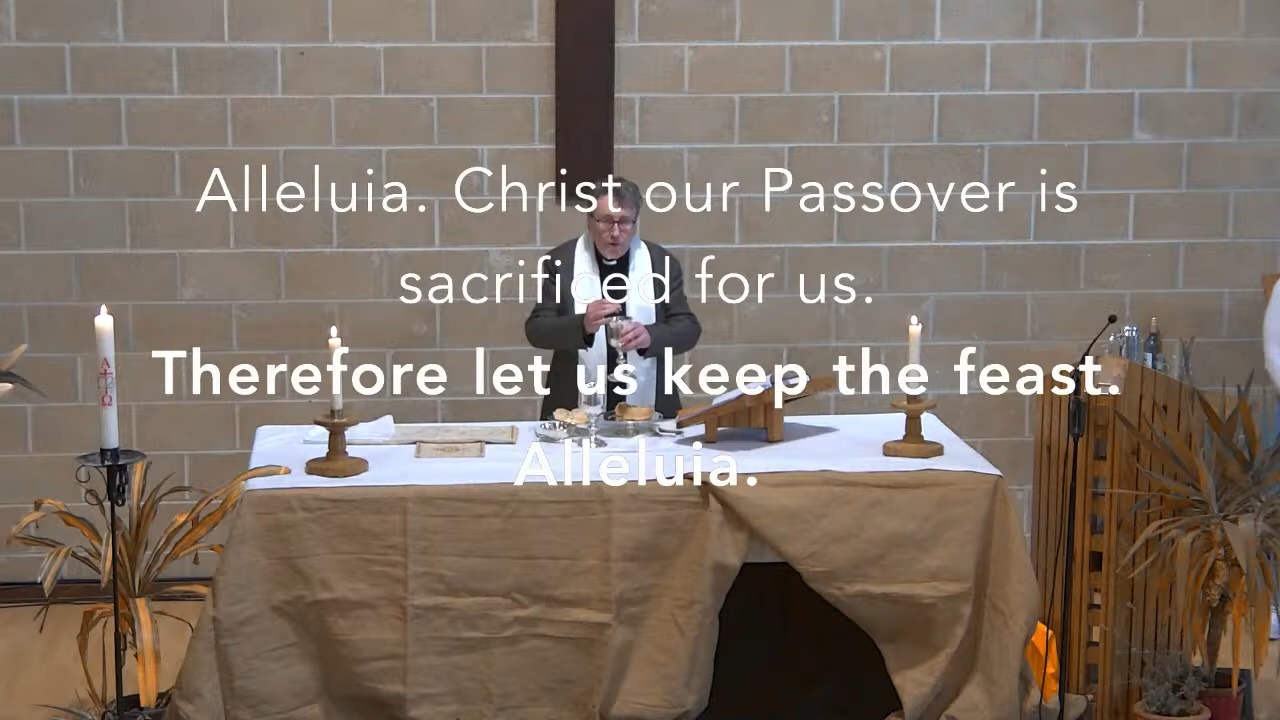 Alleluia. Christ our Passover is
sacrificed for us.
Therefore let us keep the feast.
Alleluia.